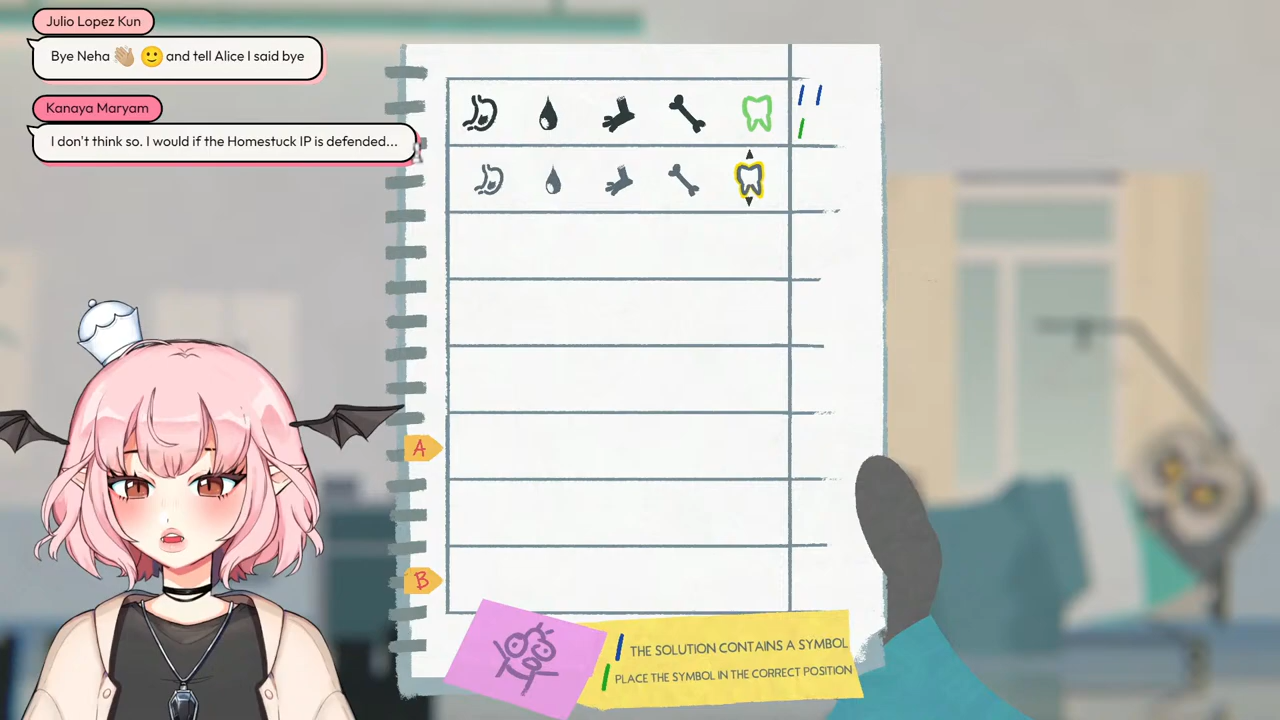 Julio Lopez Kun
Bye Neha 👋🏼 🙂 and tell Alice I said bye
Kanaya Maryam
I don't think so. I would if the Homestuck IP is defended...
A
B
THE SOLUTION CONTAINS A SYMBOL
PLACE THE SYMBOL IN THE CORRECT POSITION